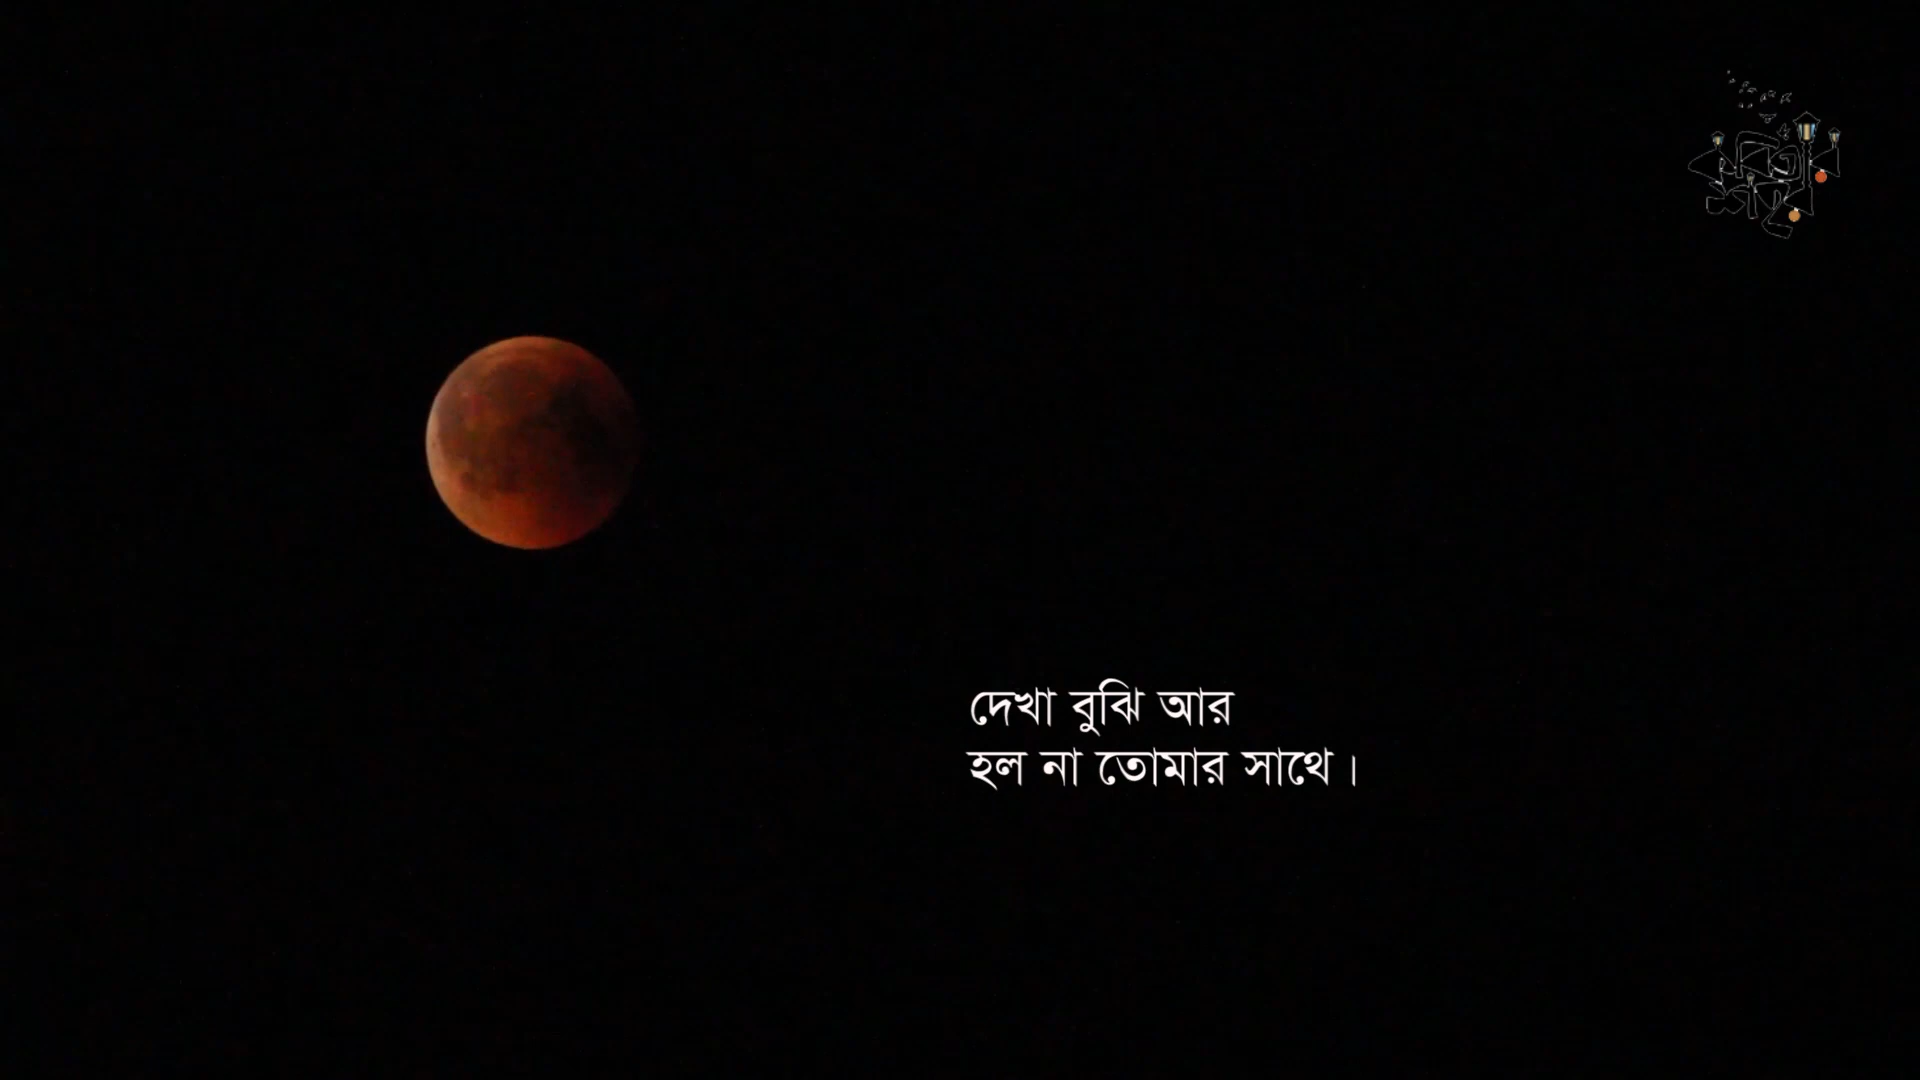 দেখা বুঝি আর
হল না তোমার সাথে।